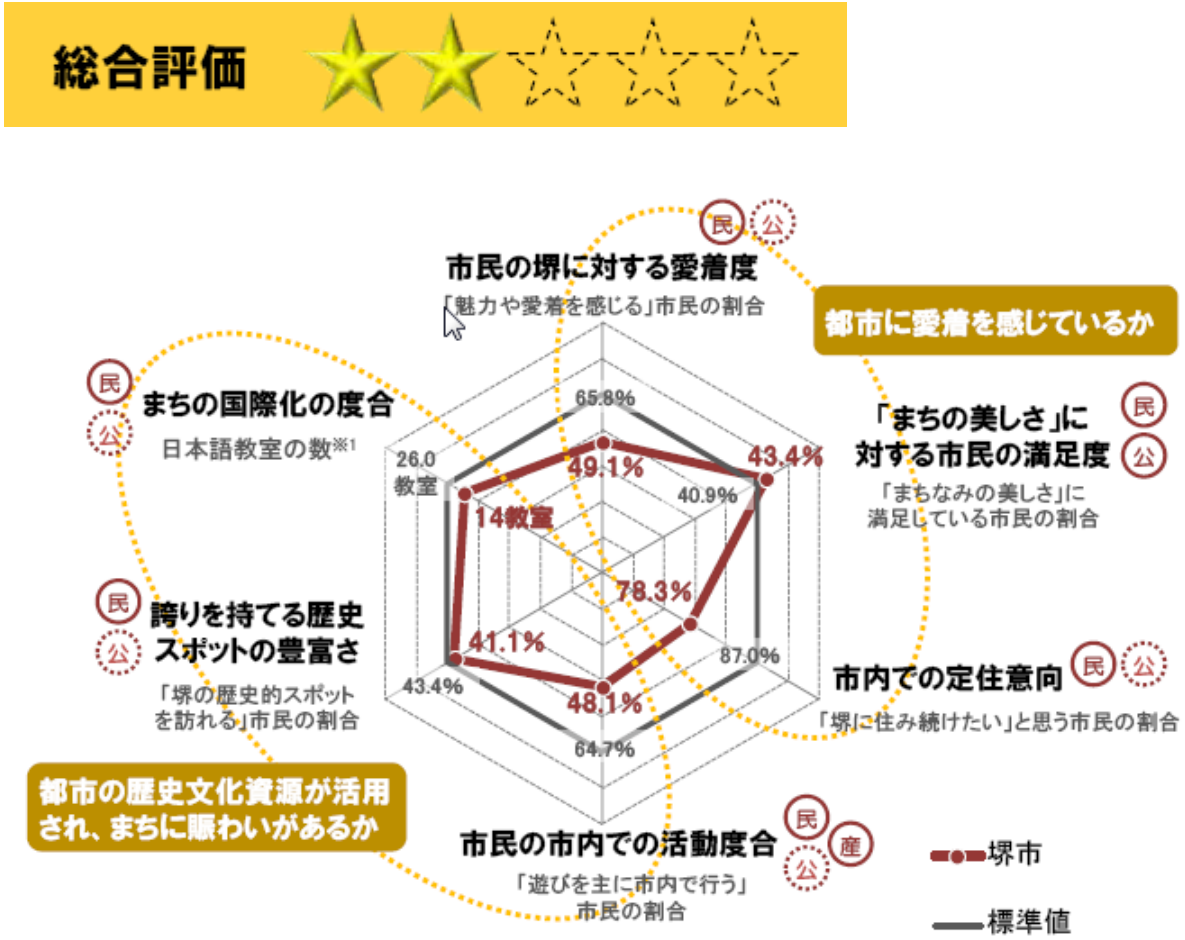 総合評価
民 公
市民の堺に対する愛着度
「魅力や愛着を感じる」市民の割合
都市に愛着を感じているか
民
公
まちの国際化の度合
日本語教室の数※1
65.8%
49.1%
26.0
教室
14教室
43.4%
40.9%
「まちの美しさ」に
対する市民の満足度
民
公
「まちなみの美しさ」に
満足している市民の割合
民
公
誇りを持てる歴史
スポットの豊富さ
「堺の歴史的スポット
を訪れる」市民の割合
41.1%
43.4%
78.3%
87.0%
市内での定住意向
民 公
「堺に住み続けたい」と思う市民の割合
48.1%
64.7%
都市の歴史文化資源が活用
され、まちに賑わいがあるか
市民の市内での活動度合
民
産
公
「遊びを主に市内で行う」
市民の割合
堺市
標準値